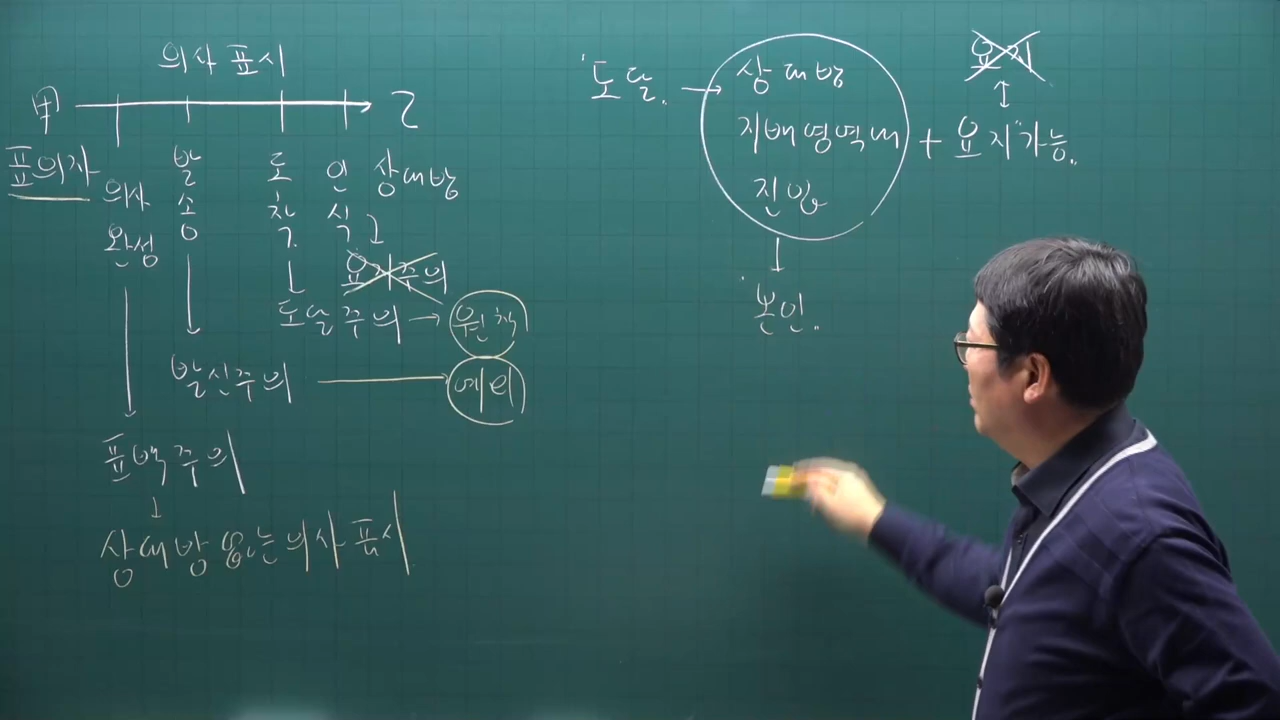 의사표시
甲 乙
표의자
의사
완성
발
송
도
착
인
식
상대방
요지주의
도달주의 → 원칙
발신주의 → 예외
표백주의
상대방 없는 의사표시
"도달" → 상대방
지배영역내 + "요지"가능
진입
"본인"
요지